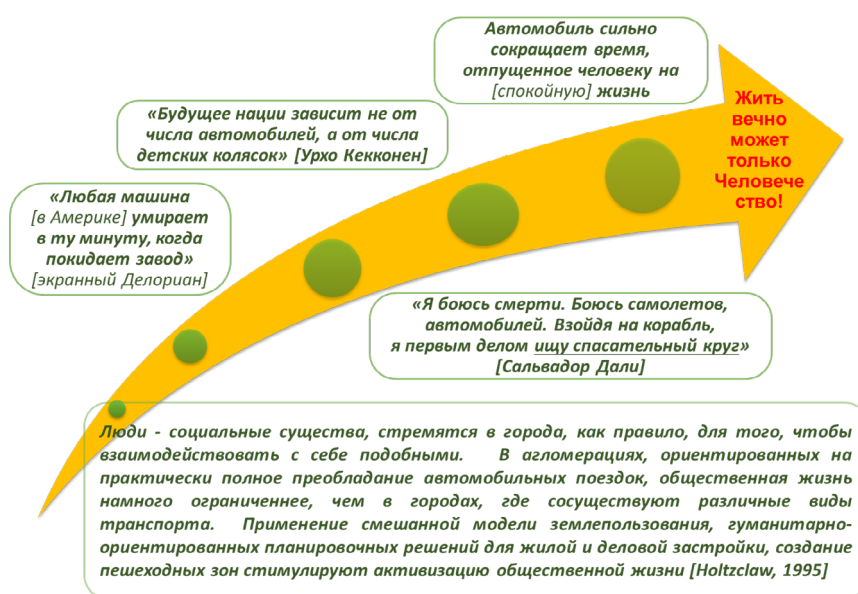 Автомобиль сильно
сокращает время,
отпущенное человеку на
[спокойную] жизнь
«Будущее нации зависит не от
числа автомобилей, а от числа
детских колясок» [Урхо Кекконен]
«Любая машина
[в Америке] умирает
в ту минуту, когда
покидает завод»
[экранный Делориан]
Жить
вечно
может
только
Человече
ство!
«Я боюсь смерти. Боюсь самолетов,
автомобилей. Взойдя на корабль,
я первым делом ищу спасательный круг»
[Сальвадор Дали]
Люди - социальные существа, стремятся в города, как правило, для того, чтобы
взаимодействовать с себе подобными. В агломерациях, ориентированных на
практически полное преобладание автомобильных поездок, общественная жизнь
намного ограниченнее, чем в городах, где сосуществуют различные виды
транспорта. Применение смешанной модели землепользования, гуманитарно-
ориентированных планировочных решений для жилой и деловой застройки, создание
пешеходных зон стимулируют активизацию общественной жизни [Holtzclaw, 1995]